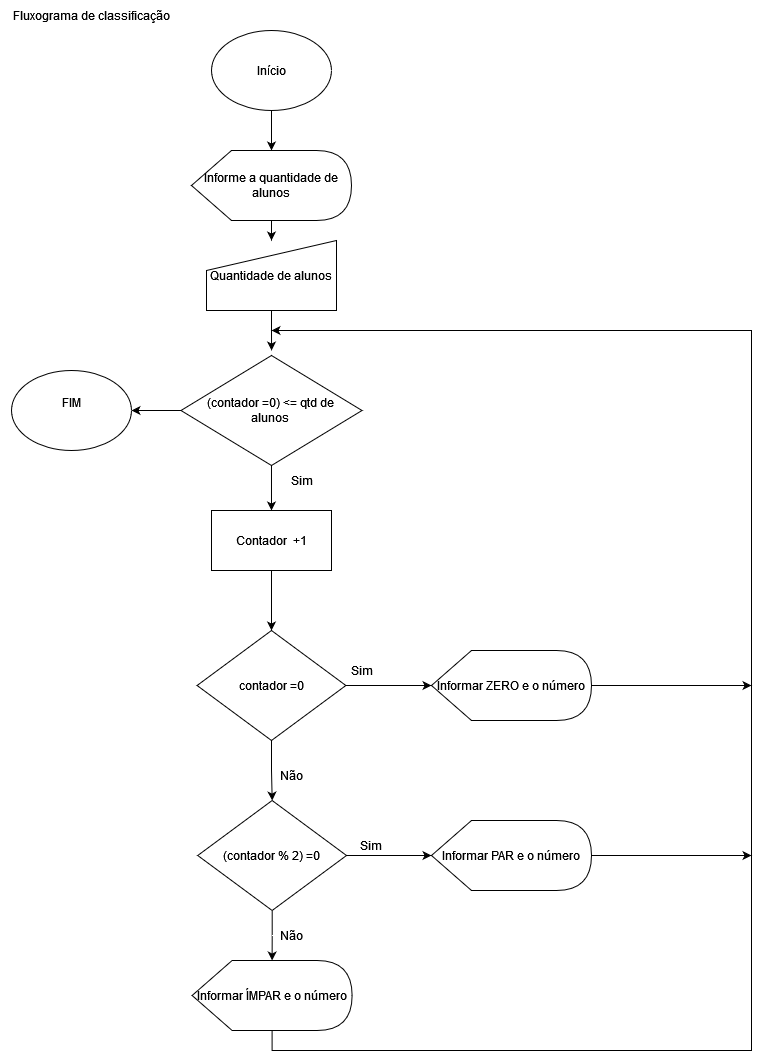 Fluxograma de classificação
Início
Informe a quantidade de
alunos
Quantidade de alunos
(contador =0) <= qtd de
alunos
FIM
Sim
Contador  +1
contador =0
Sim
Informar ZERO e o número
Não
(contador % 2) =0
Sim
Informar PAR e o número
Não
Informar ÍMPAR e o número